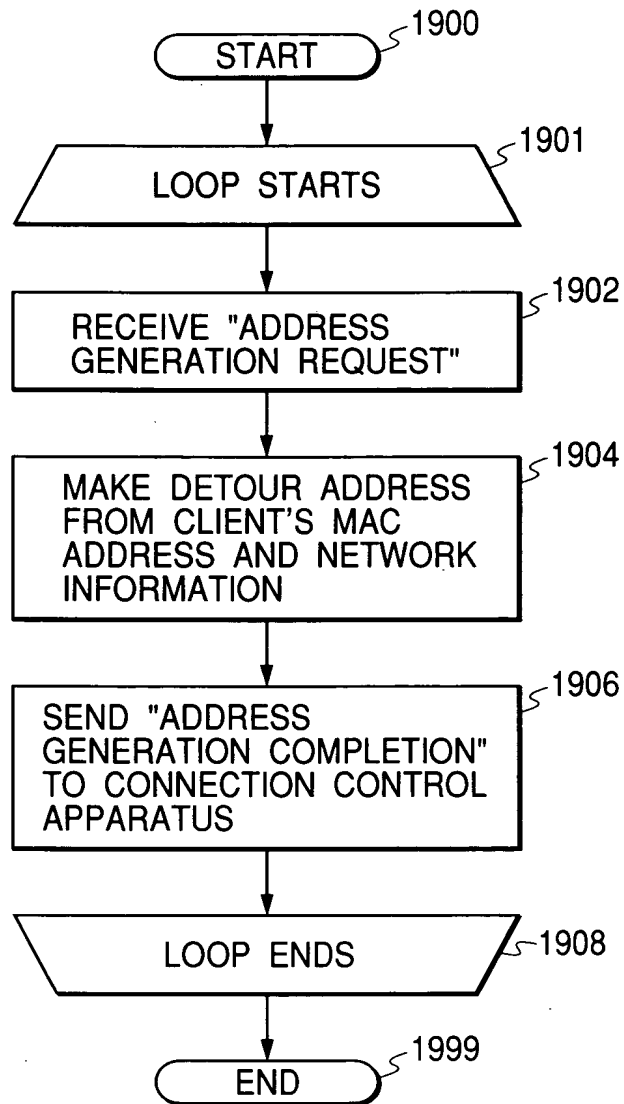 1900
START
1901
LOOP STARTS
1902
RECEIVE "ADDRESS
GENERATION REQUEST"
1904
MAKE DETOUR ADDRESS
FROM CLIENT'S MAC
ADDRESS AND NETWORK
INFORMATION
1906
SEND "ADDRESS
GENERATION COMPLETION"
TO CONNECTION CONTROL
APPARATUS
1908
LOOP ENDS
1999
END